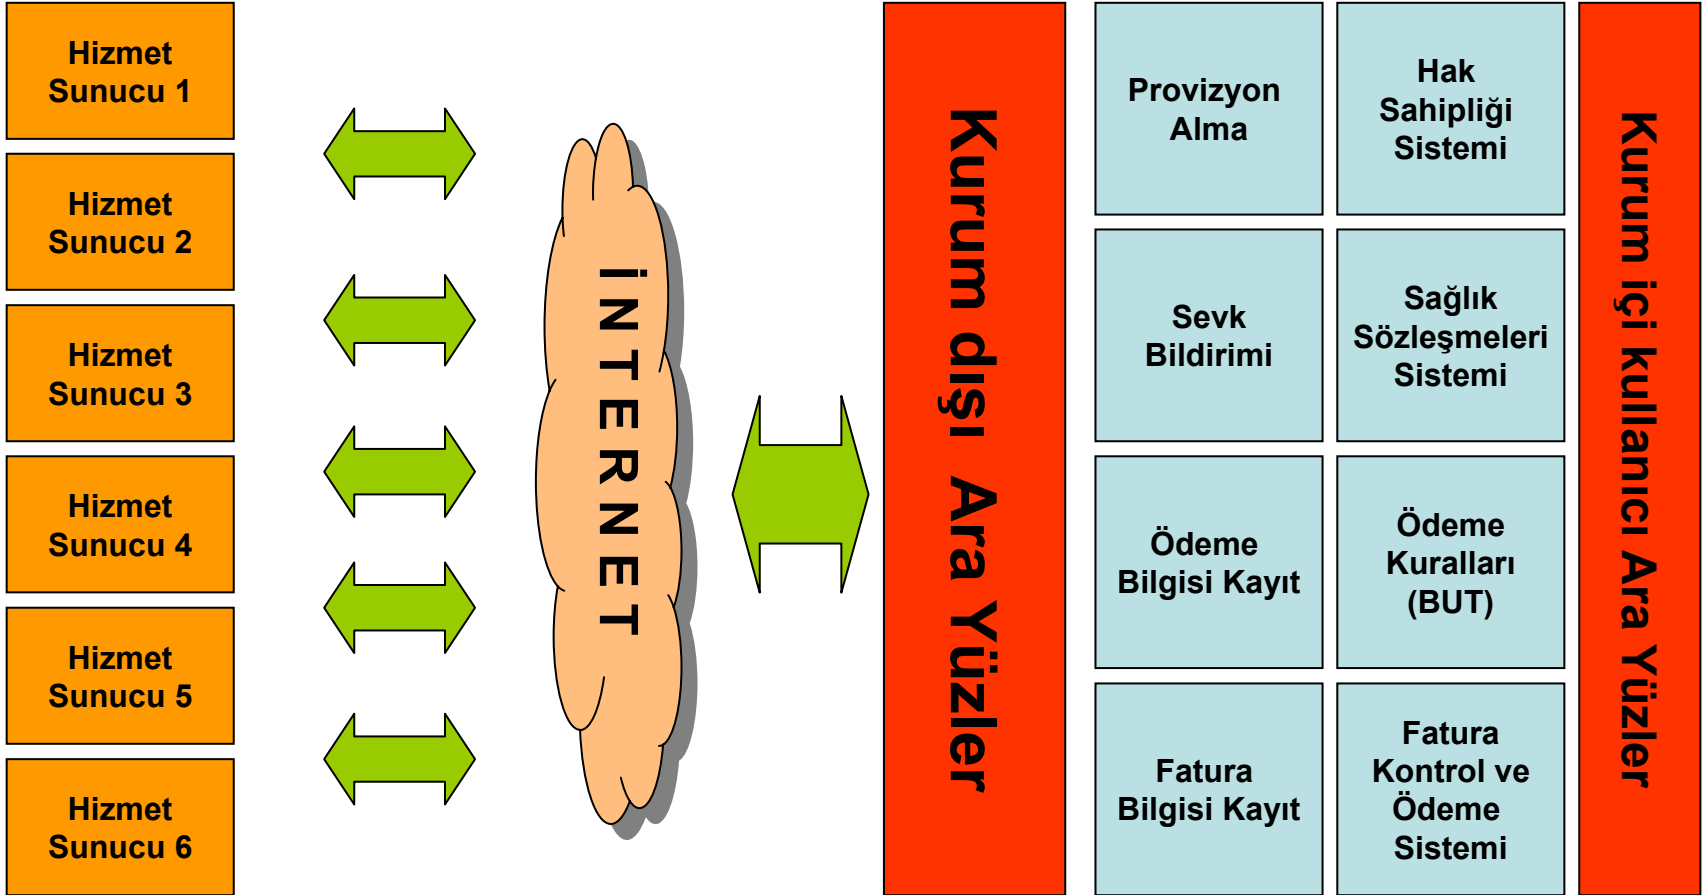 Hizmet
Sunucu 1
Hizmet
Sunucu 2
Hizmet
Sunucu 3
Hizmet
Sunucu 4
Hizmet
Sunucu 5
Hizmet
Sunucu 6
İNTERNET
Kurum dışı Ara Yüzler
Provizyon
Alma
Hak
Sahipliği
Sistemi
Sevk
Bildirimi
Sağlık
Sözleşmeleri
Sistemi
Ödeme
Bilgisi Kayıt
Ödeme
Kuralları
(BUT)
Fatura
Bilgisi Kayıt
Fatura
Kontrol ve
Ödeme
Sistemi
Kurum içi kullanıcı Ara Yüzler